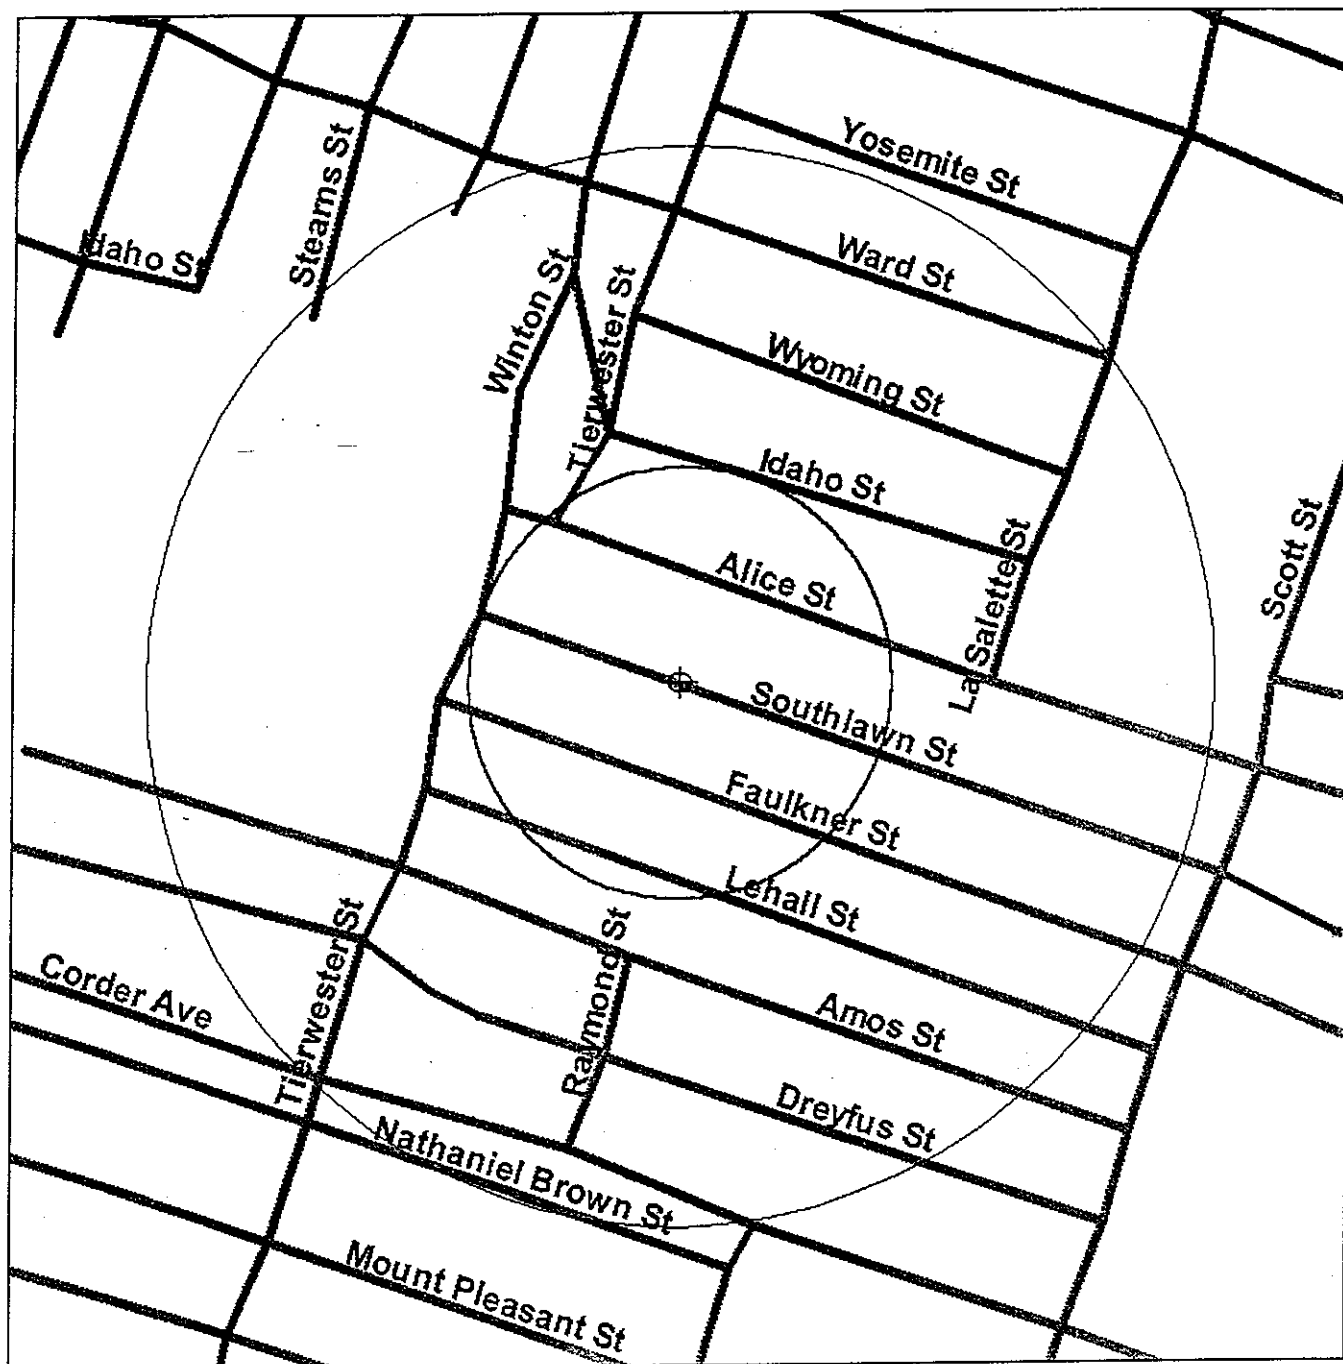 Yosemite St
Stearns St
Idaho St
Ward St
Winton St
Tierwester St
Wyoming St
Idaho St
Scott St
Alice St
La Salette St
Southlawn St
Faulkner St
Lehall St
Tierwester St
Raymond St
Corder Ave
Amos St
Dreyfus St
Nathaniel Brown St
Mount Pleasant St